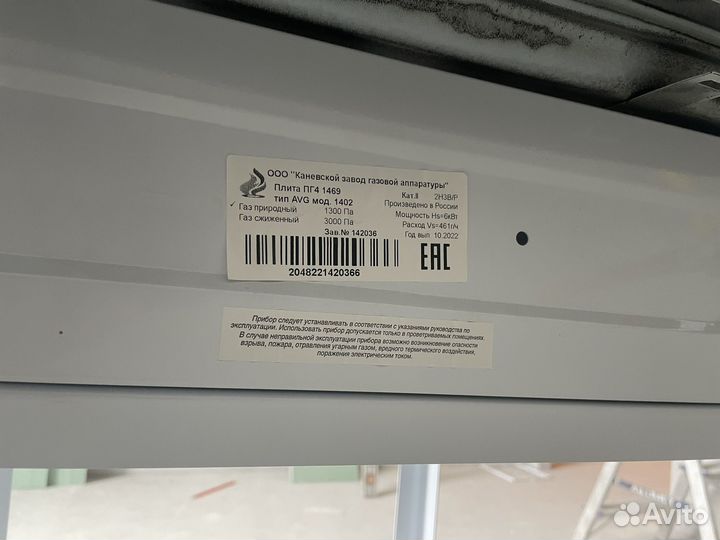 ООО "Каневской завод газовой аппаратуры"
Плита ПГ4 1469 Кат.II 2H3B/P
тип AVG мод. 1402 Произведено в России
✓ Газ природный 1300 Па Мощность Hs=6кВт
Газ сжиженный 3000 Па Расход Vs=461г/ч
Зав.№ 142036 Год вып. 10.2022
2048221420366
EAC
Прибор следует устанавливать в соответствии с указаниями руководства по
эксплуатации. Использовать прибор допускается только в проветриваемых помещениях.
В случае неправильной эксплуатации прибора возможно возникновение опасности
взрыва, пожара, отравления угарным газом, вредного термического воздействия,
поражения электрическим током.
Avito